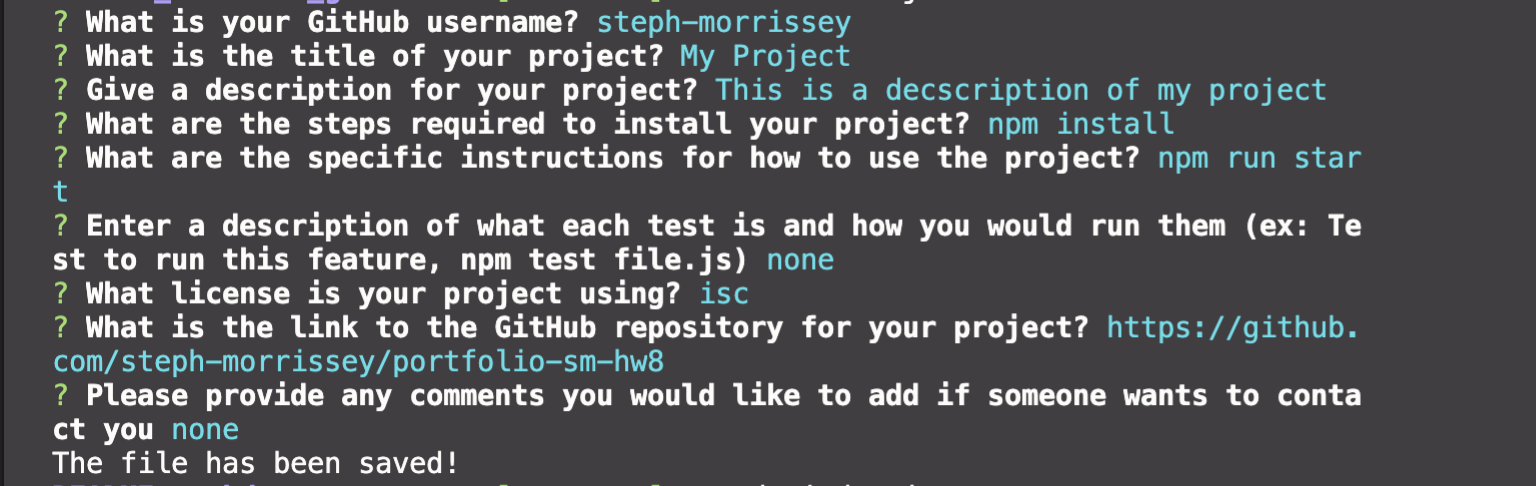 ? What is your GitHub username? steph-morrissey
? What is the title of your project? My Project
? Give a description for your project? This is a decscription of my project
? What are the steps required to install your project? npm install
? What are the specific instructions for how to use the project? npm run star
t
? Enter a description of what each test is and how you would run them (ex: Te
st to run this feature, npm test file.js) none
? What license is your project using? isc
? What is the link to the GitHub repository for your project? https://github.
com/steph-morrissey/portfolio-sm-hw8
? Please provide any comments you would like to add if someone wants to conta
ct you none
The file has been saved!